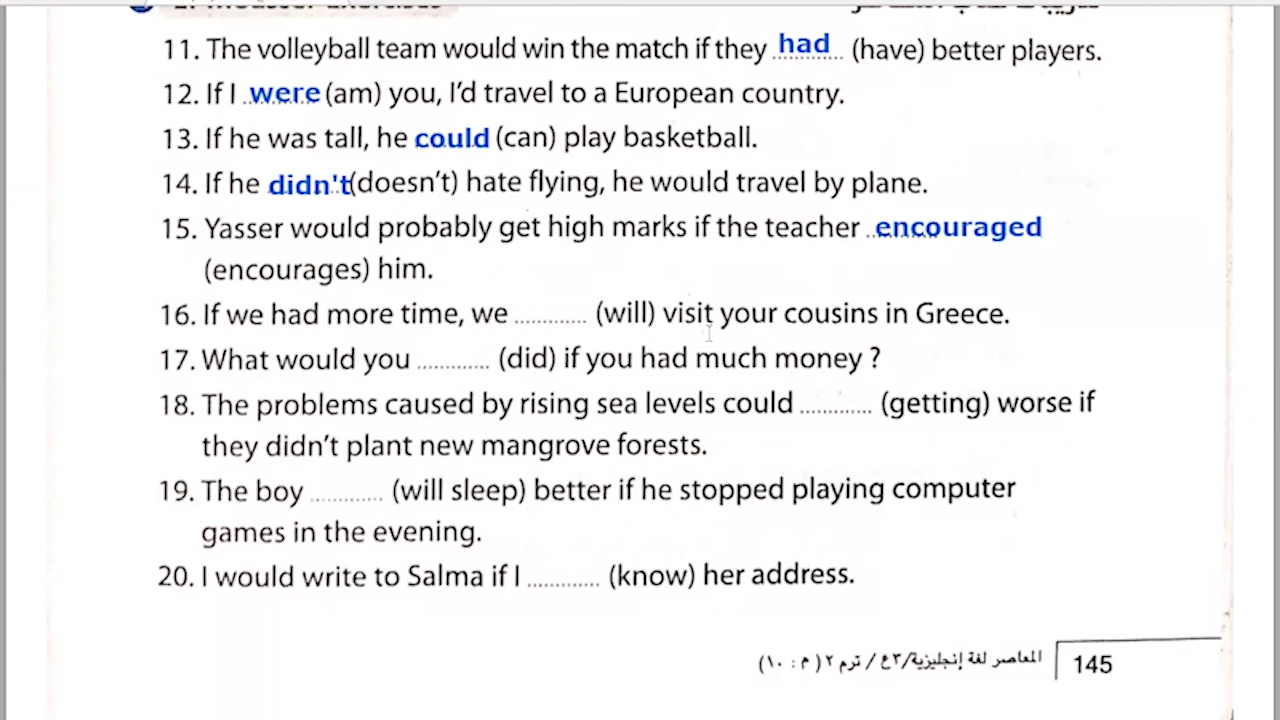 11. The volleyball team would win the match if they had (have) better players.
12. If I were (am) you, I'd travel to a European country.
13. If he was tall, he could (can) play basketball.
14. If he didn't (doesn't) hate flying, he would travel by plane.
15. Yasser would probably get high marks if the teacher encouraged
(encourages) him.
16. If we had more time, we ............ (will) visit your cousins in Greece.
17. What would you ............ (did) if you had much money ?
18. The problems caused by rising sea levels could ............ (getting) worse if
they didn't plant new mangrove forests.
19. The boy ............ (will sleep) better if he stopped playing computer
games in the evening.
20. I would write to Salma if I ............ (know) her address.
المعاصر لغة إنجليزية/٣ع / ترم ٢ (م : ١٠)
145